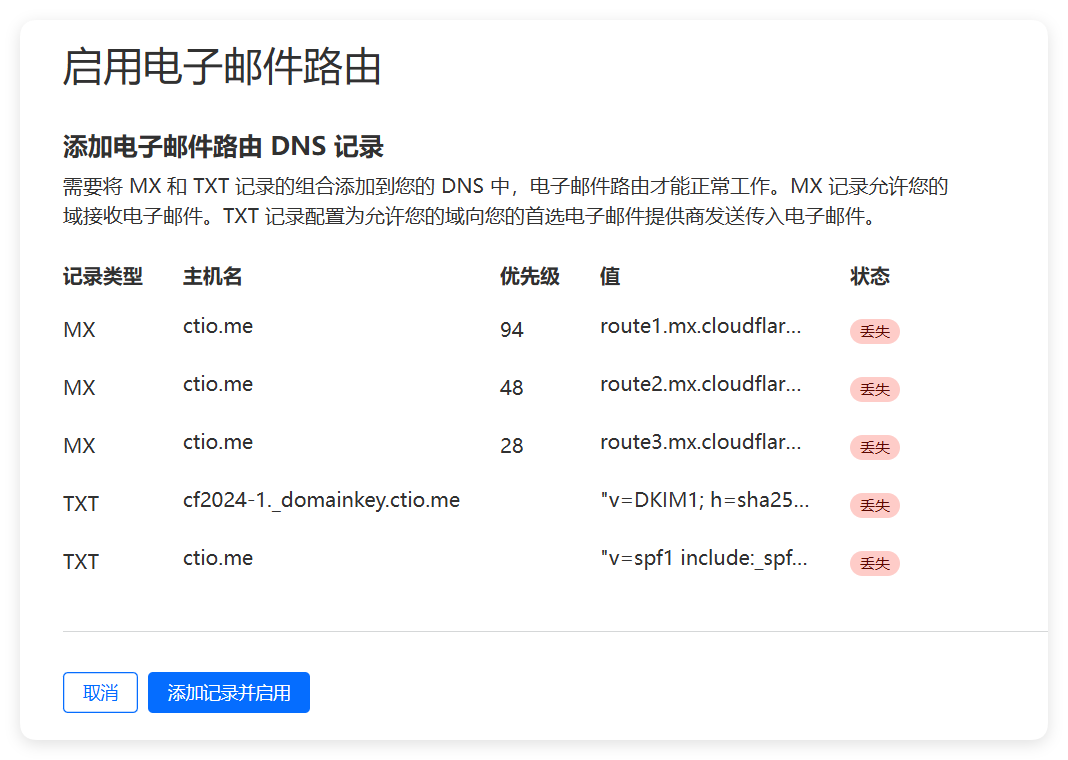 启用电子邮件路由
添加电子邮件路由 DNS 记录
需要将 MX 和 TXT 记录的组合添加到您的 DNS 中，电子邮件路由才能正常工作。MX 记录允许您的
域接收电子邮件。TXT 记录配置为允许您的域向您的首选电子邮件提供商发送传入电子邮件。
记录类型 主机名 优先级 值 状态
MX ctio.me 94 route1.mx.cloudflar... 丢失
MX ctio.me 48 route2.mx.cloudflar... 丢失
MX ctio.me 28 route3.mx.cloudflar... 丢失
TXT cf2024-1._domainkey.ctio.me "v=DKIM1; h=sha25... 丢失
TXT ctio.me "v=spf1 include:_spf... 丢失
取消 添加记录并启用